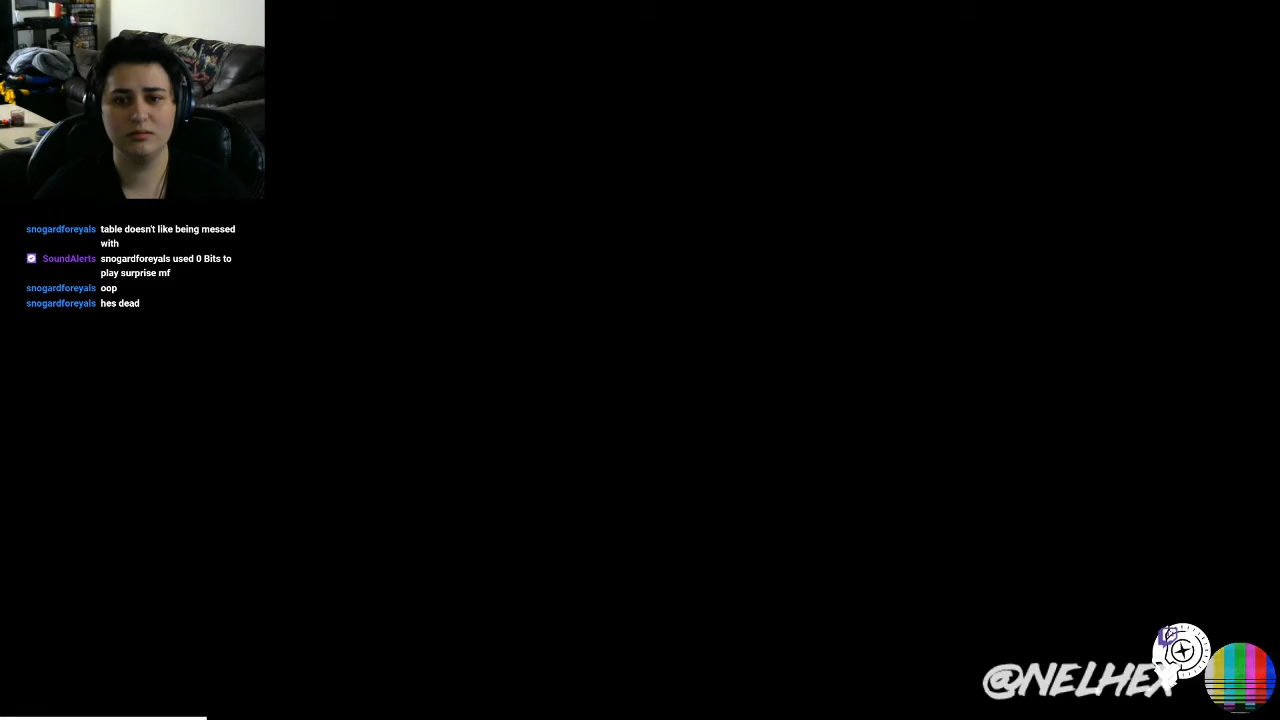 snogardforeyals table doesn't like being messed
with
SoundAlerts snogardforeyals used 0 Bits to
play surprise mf
snogardforeyals oop
snogardforeyals hes dead
@NELHEX